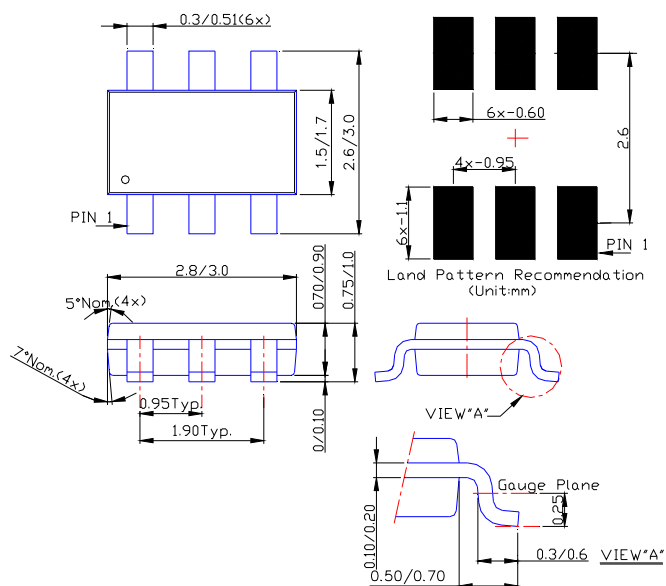 0.3/0.51(6x)
1.5/1.7
2.6/3.0
PIN 1
6x-0.60
4x-0.95
2.6
6x-1.1
PIN 1
Land Pattern Recommendation
(Unit:mm)
2.8/3.0
5°Nom.(4x)
7°Nom.(4x)
070/0.90
0.75/1.0
0.95Typ.
1.90Typ.
0/0.10
VIEW"A"
Gauge Plane
0.25
0.10/0.20
0.3/0.6
VIEW"A"
0.50/0.70